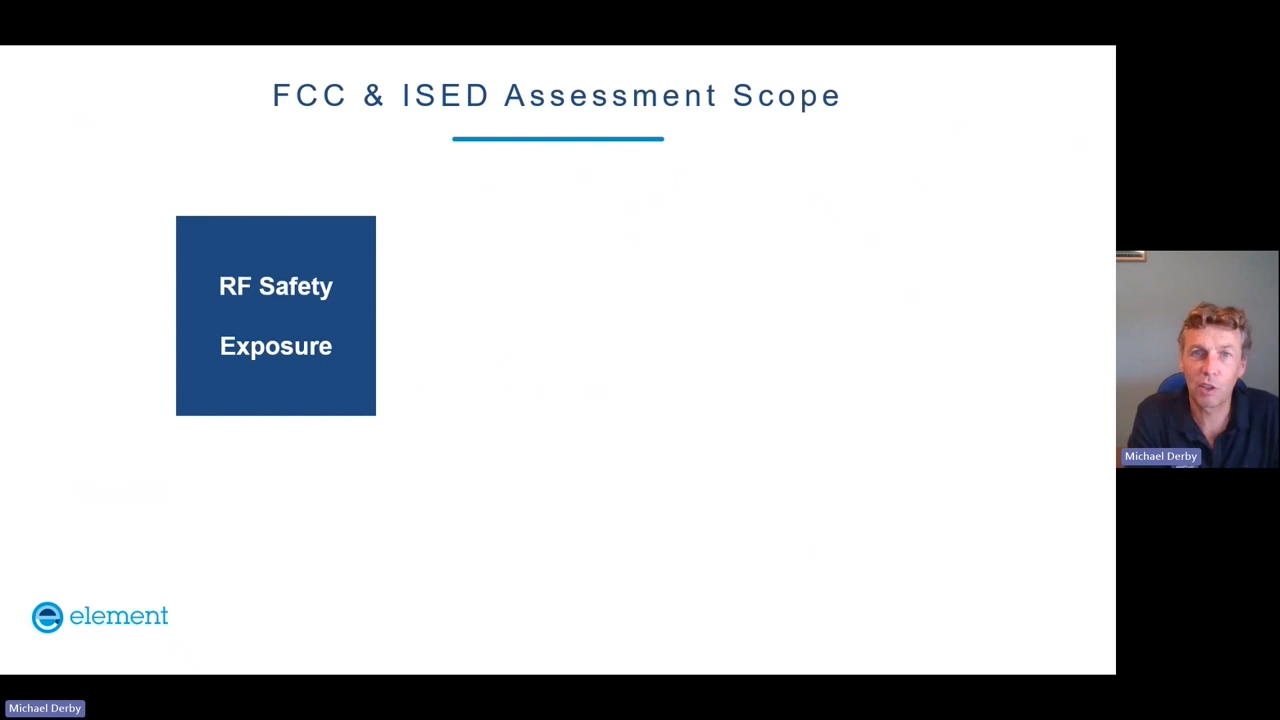 FCC & ISED Assessment Scope
RF Safety
Exposure
element
Michael Derby
Michael Derby